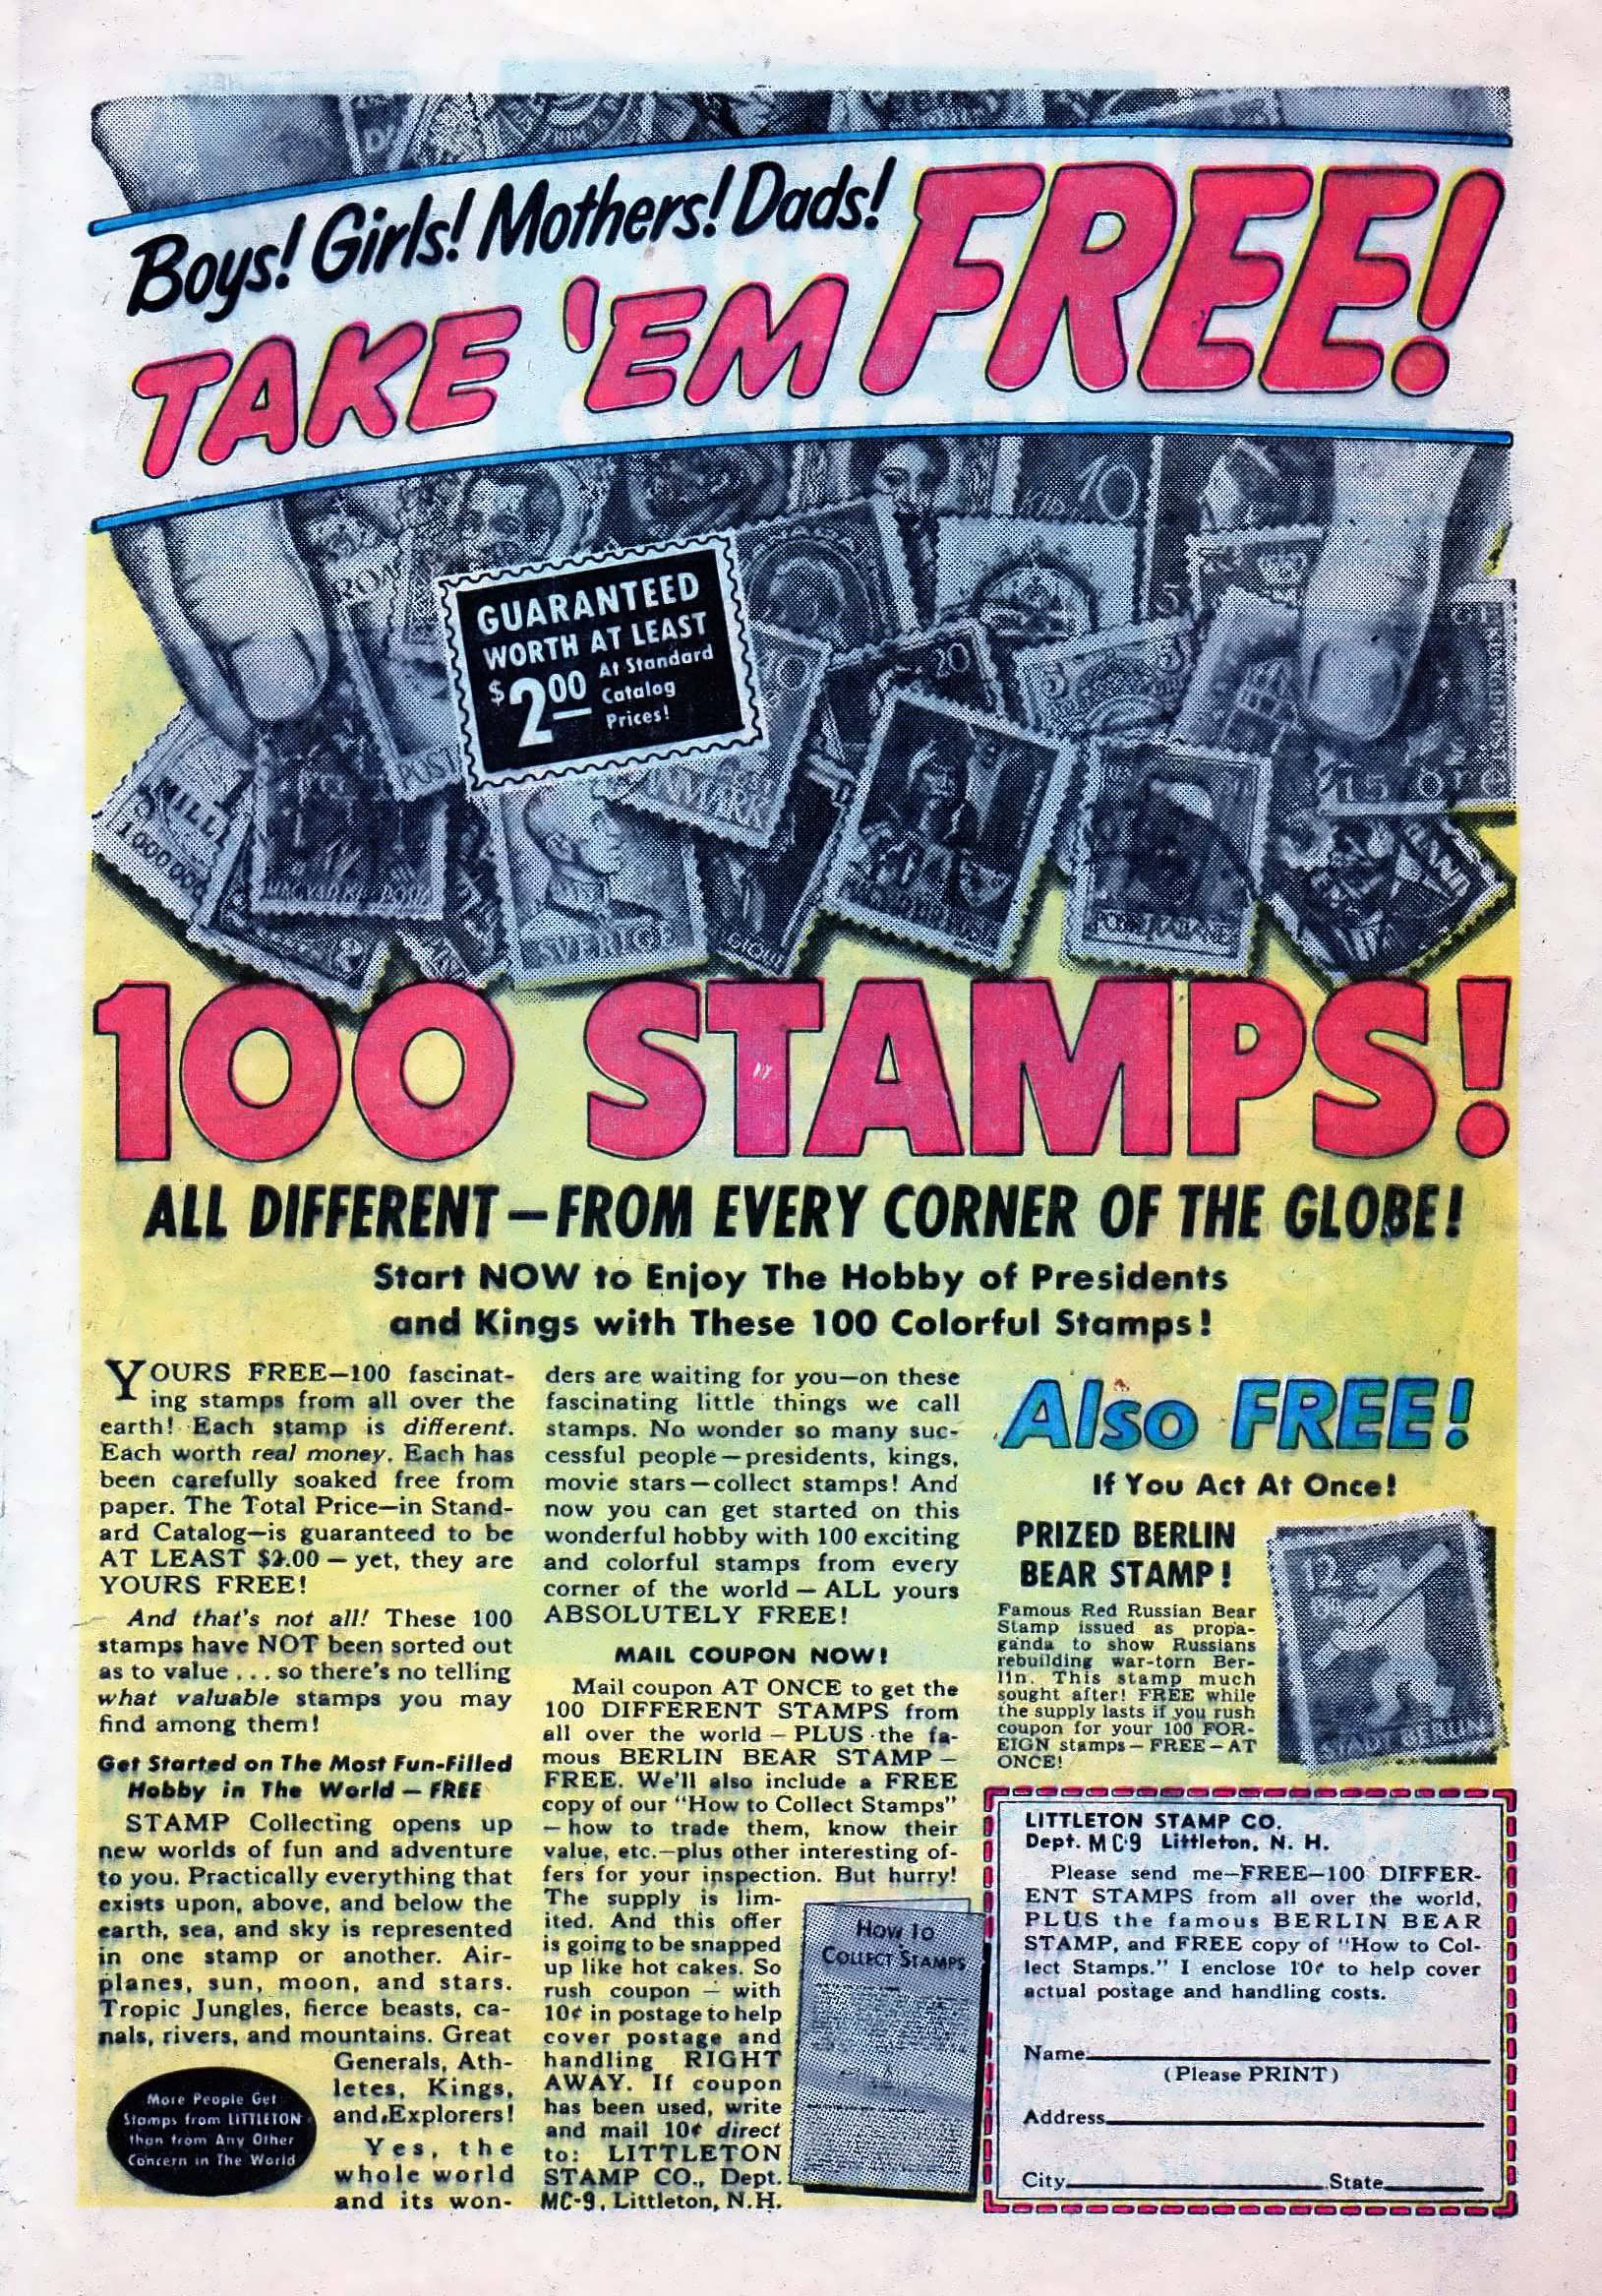 Boys! Girls! Mothers! Dads!
TAKE 'EM FREE!
GUARANTEED
WORTH AT LEAST
$2.00 At Standard
Catalog
Prices!
10
20
5
5
5
POST
MILL
1000000
SVERIGE
15
100 STAMPS!
ALL DIFFERENT—FROM EVERY CORNER OF THE GLOBE!
Start NOW to Enjoy The Hobby of Presidents
and Kings with These 100 Colorful Stamps!
YOURS FREE—100 fascinat-
ing stamps from all over the
earth! Each stamp is different.
Each worth real money. Each has
been carefully soaked free from
paper. The Total Price—in Stand-
ard Catalog—is guaranteed to be
AT LEAST $2.00 — yet, they are
YOURS FREE!
And that's not all! These 100
stamps have NOT been sorted out
as to value . . . so there's no telling
what valuable stamps you may
find among them!
Get Started on The Most Fun-Filled
Hobby in The World — FREE
STAMP Collecting opens up
new worlds of fun and adventure
to you. Practically everything that
exists upon, above, and below the
earth, sea, and sky is represented
in one stamp or another. Air-
planes, sun, moon, and stars.
Tropic Jungles, fierce beasts, ca-
nals, rivers, and mountains. Great
Generals, Ath-
letes, Kings,
and Explorers!
Yes, the
whole world
and its won-
More People Get
Stamps from LITTLETON
than from Any Other
Concern in The World
ders are waiting for you—on these
fascinating little things we call
stamps. No wonder so many suc-
cessful people—presidents, kings,
movie stars—collect stamps! And
now you can get started on this
wonderful hobby with 100 exciting
and colorful stamps from every
corner of the world — ALL yours
ABSOLUTELY FREE!
MAIL COUPON NOW!
Mail coupon AT ONCE to get the
100 DIFFERENT STAMPS from
all over the world — PLUS the fa-
mous BERLIN BEAR STAMP —
FREE. We'll also include a FREE
copy of our "How to Collect Stamps"
— how to trade them, know their
value, etc.—plus other interesting of-
fers for your inspection. But hurry!
The supply is lim-
ited. And this offer
is going to be snapped
up like hot cakes. So
rush coupon — with
10¢ in postage to help
cover postage and
handling RIGHT
AWAY. If coupon
has been used, write
and mail 10¢ direct
to: LITTLETON
STAMP CO., Dept.
MC-9, Littleton, N.H.
How To
Collect Stamps
Also FREE!
If You Act At Once!
PRIZED BERLIN
BEAR STAMP!
Famous Red Russian Bear
Stamp issued as propa-
ganda to show Russians
rebuilding war-torn Ber-
lin. This stamp much
sought after! FREE while
the supply lasts if you rush
coupon for your 100 FOR-
EIGN stamps—FREE—AT
ONCE!
12
STADT BERLIN
LITTLETON STAMP CO.
Dept. MC-9 Littleton, N. H.
Please send me—FREE—100 DIFFER-
ENT STAMPS from all over the world,
PLUS the famous BERLIN BEAR
STAMP, and FREE copy of "How to Col-
lect Stamps." I enclose 10¢ to help cover
actual postage and handling costs.
Name
(Please PRINT)
Address
City State